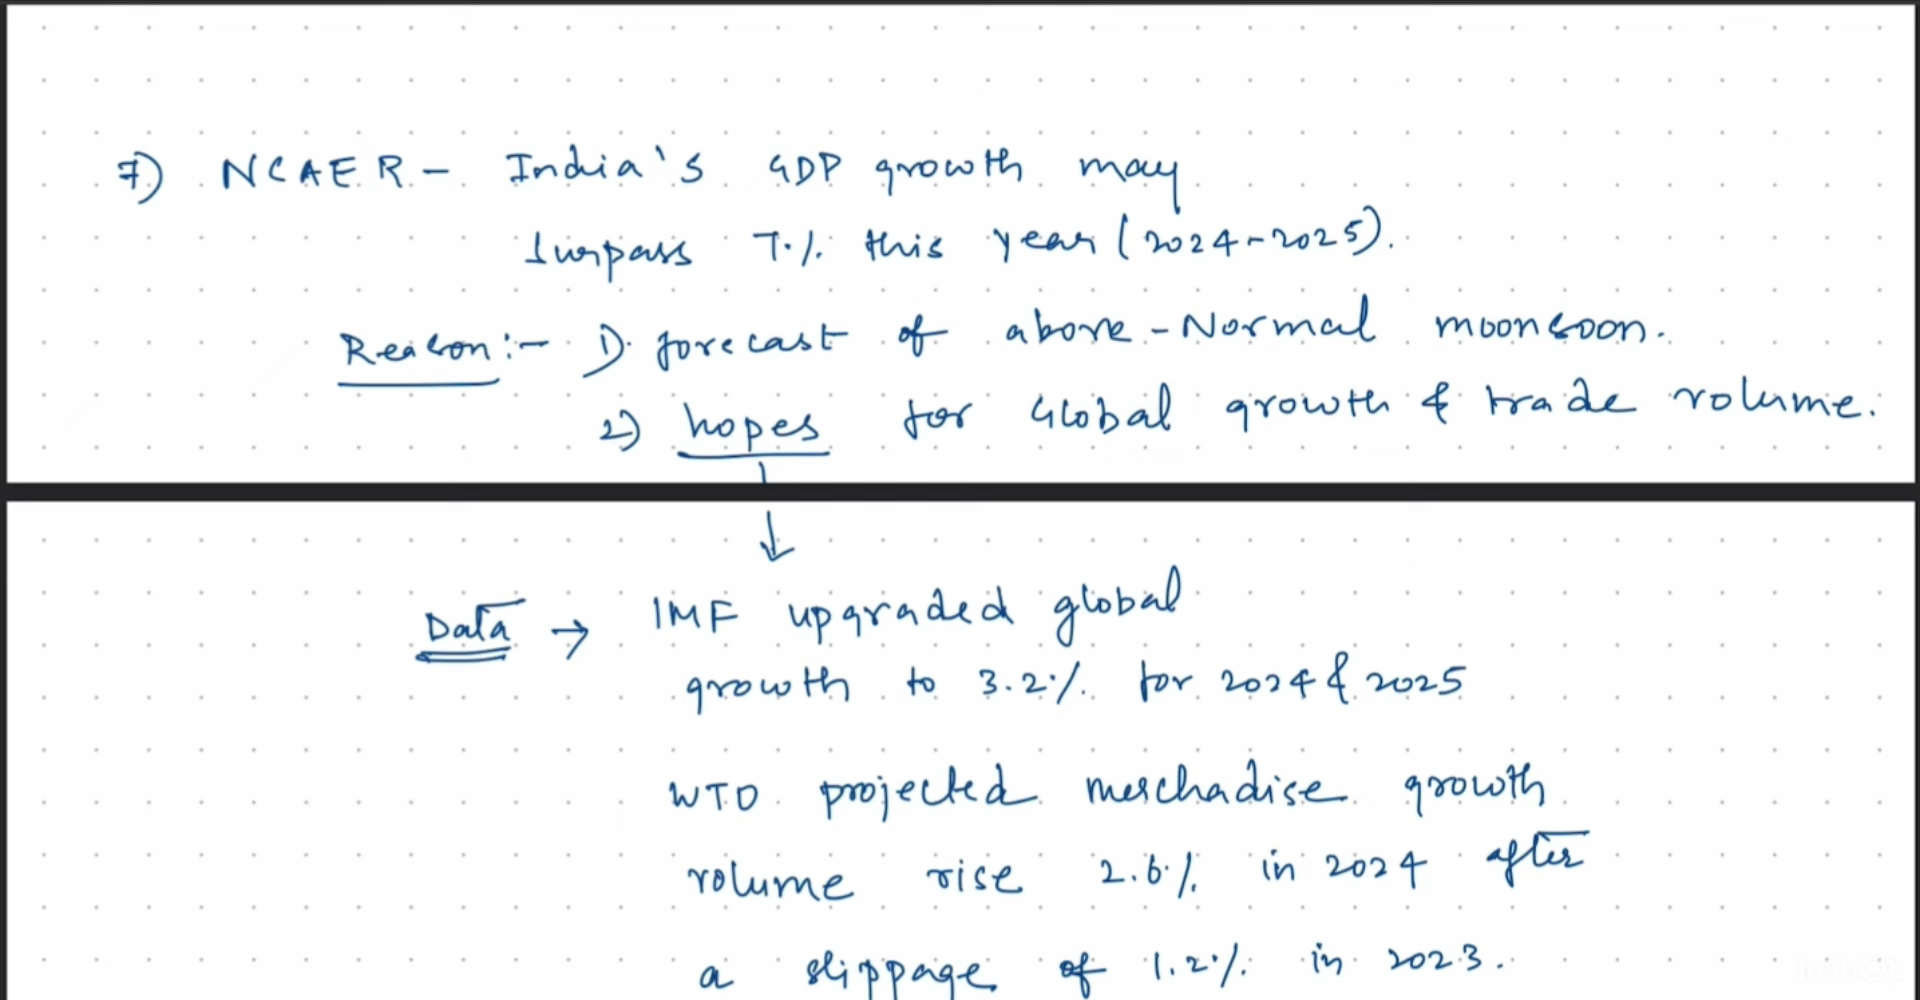 7) NCAER - India's GDP growth may
surpass 7.% this year (2024-2025).
Reason:- 1) forecast of above-Normal moonsoon.
2) hopes for Global growth & trade volume.
Data → IMF upgraded global
growth to 3.2% for 2024 & 2025
WTO projected merchadise growth
volume rise 2.6% in 2024 after
a slippage of 1.2% in 2023.